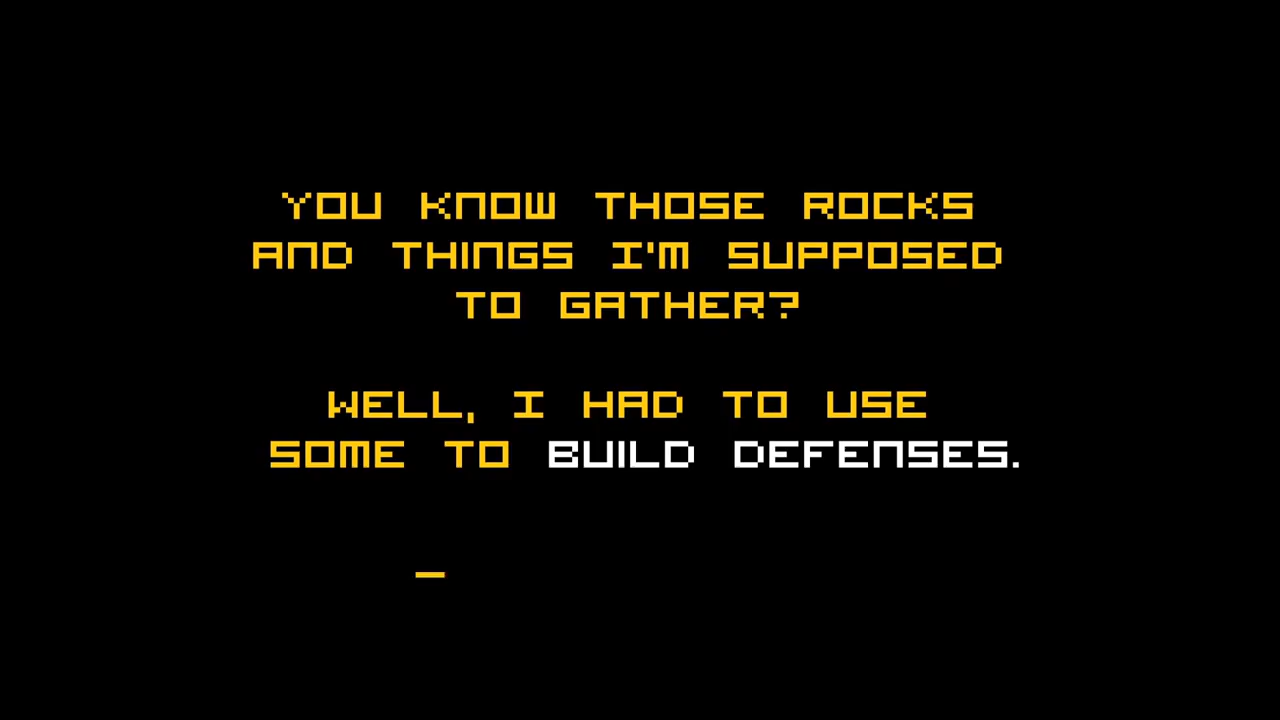 YOU KNOW THOSE ROCKS
AND THINGS I'M SUPPOSED
TO GATHER?
WELL, I HAD TO USE
SOME TO BUILD DEFENSES.
_